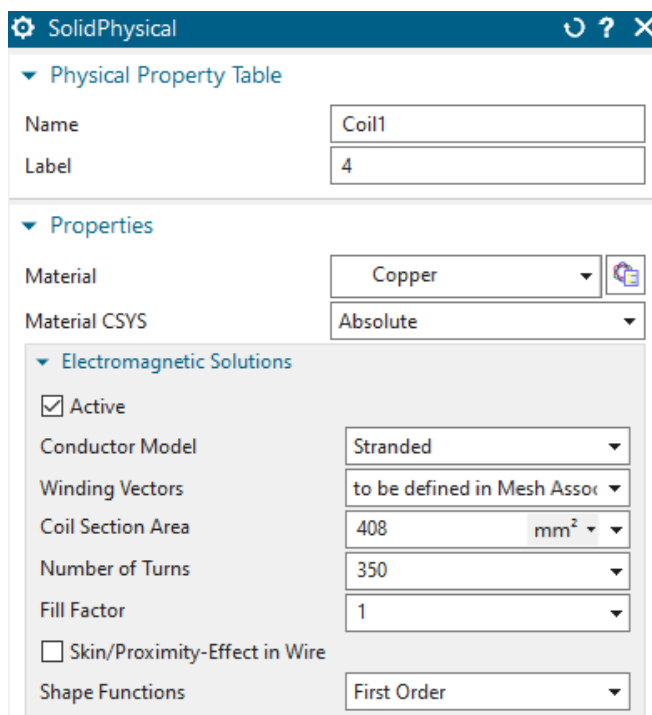 SolidPhysical ?
Physical Property Table
Name Coil1
Label 4
Properties
Material Copper
Material CSYS Absolute
Electromagnetic Solutions
Active
Conductor Model Stranded
Winding Vectors to be defined in Mesh Assoc
Coil Section Area 408 mm²
Number of Turns 350
Fill Factor 1
Skin/Proximity-Effect in Wire
Shape Functions First Order